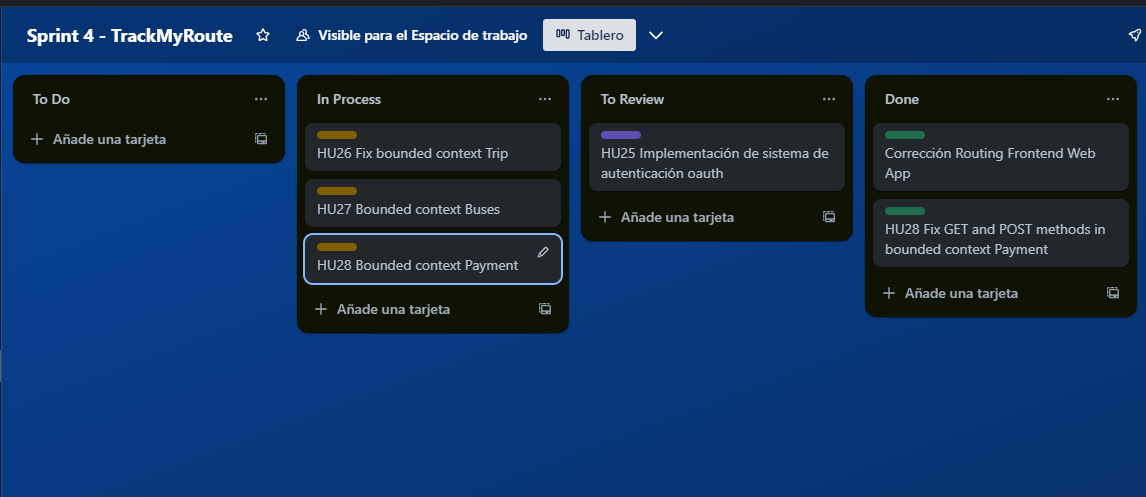 Sprint 4 - TrackMyRoute
Visible para el Espacio de trabajo
Tablero
To Do
Añade una tarjeta
In Process
HU26 Fix bounded context Trip
HU27 Bounded context Buses
HU28 Bounded context Payment
Añade una tarjeta
To Review
HU25 Implementación de sistema de
autenticación oauth
Añade una tarjeta
Done
Corrección Routing Frontend Web
App
HU28 Fix GET and POST methods in
bounded context Payment
Añade una tarjeta